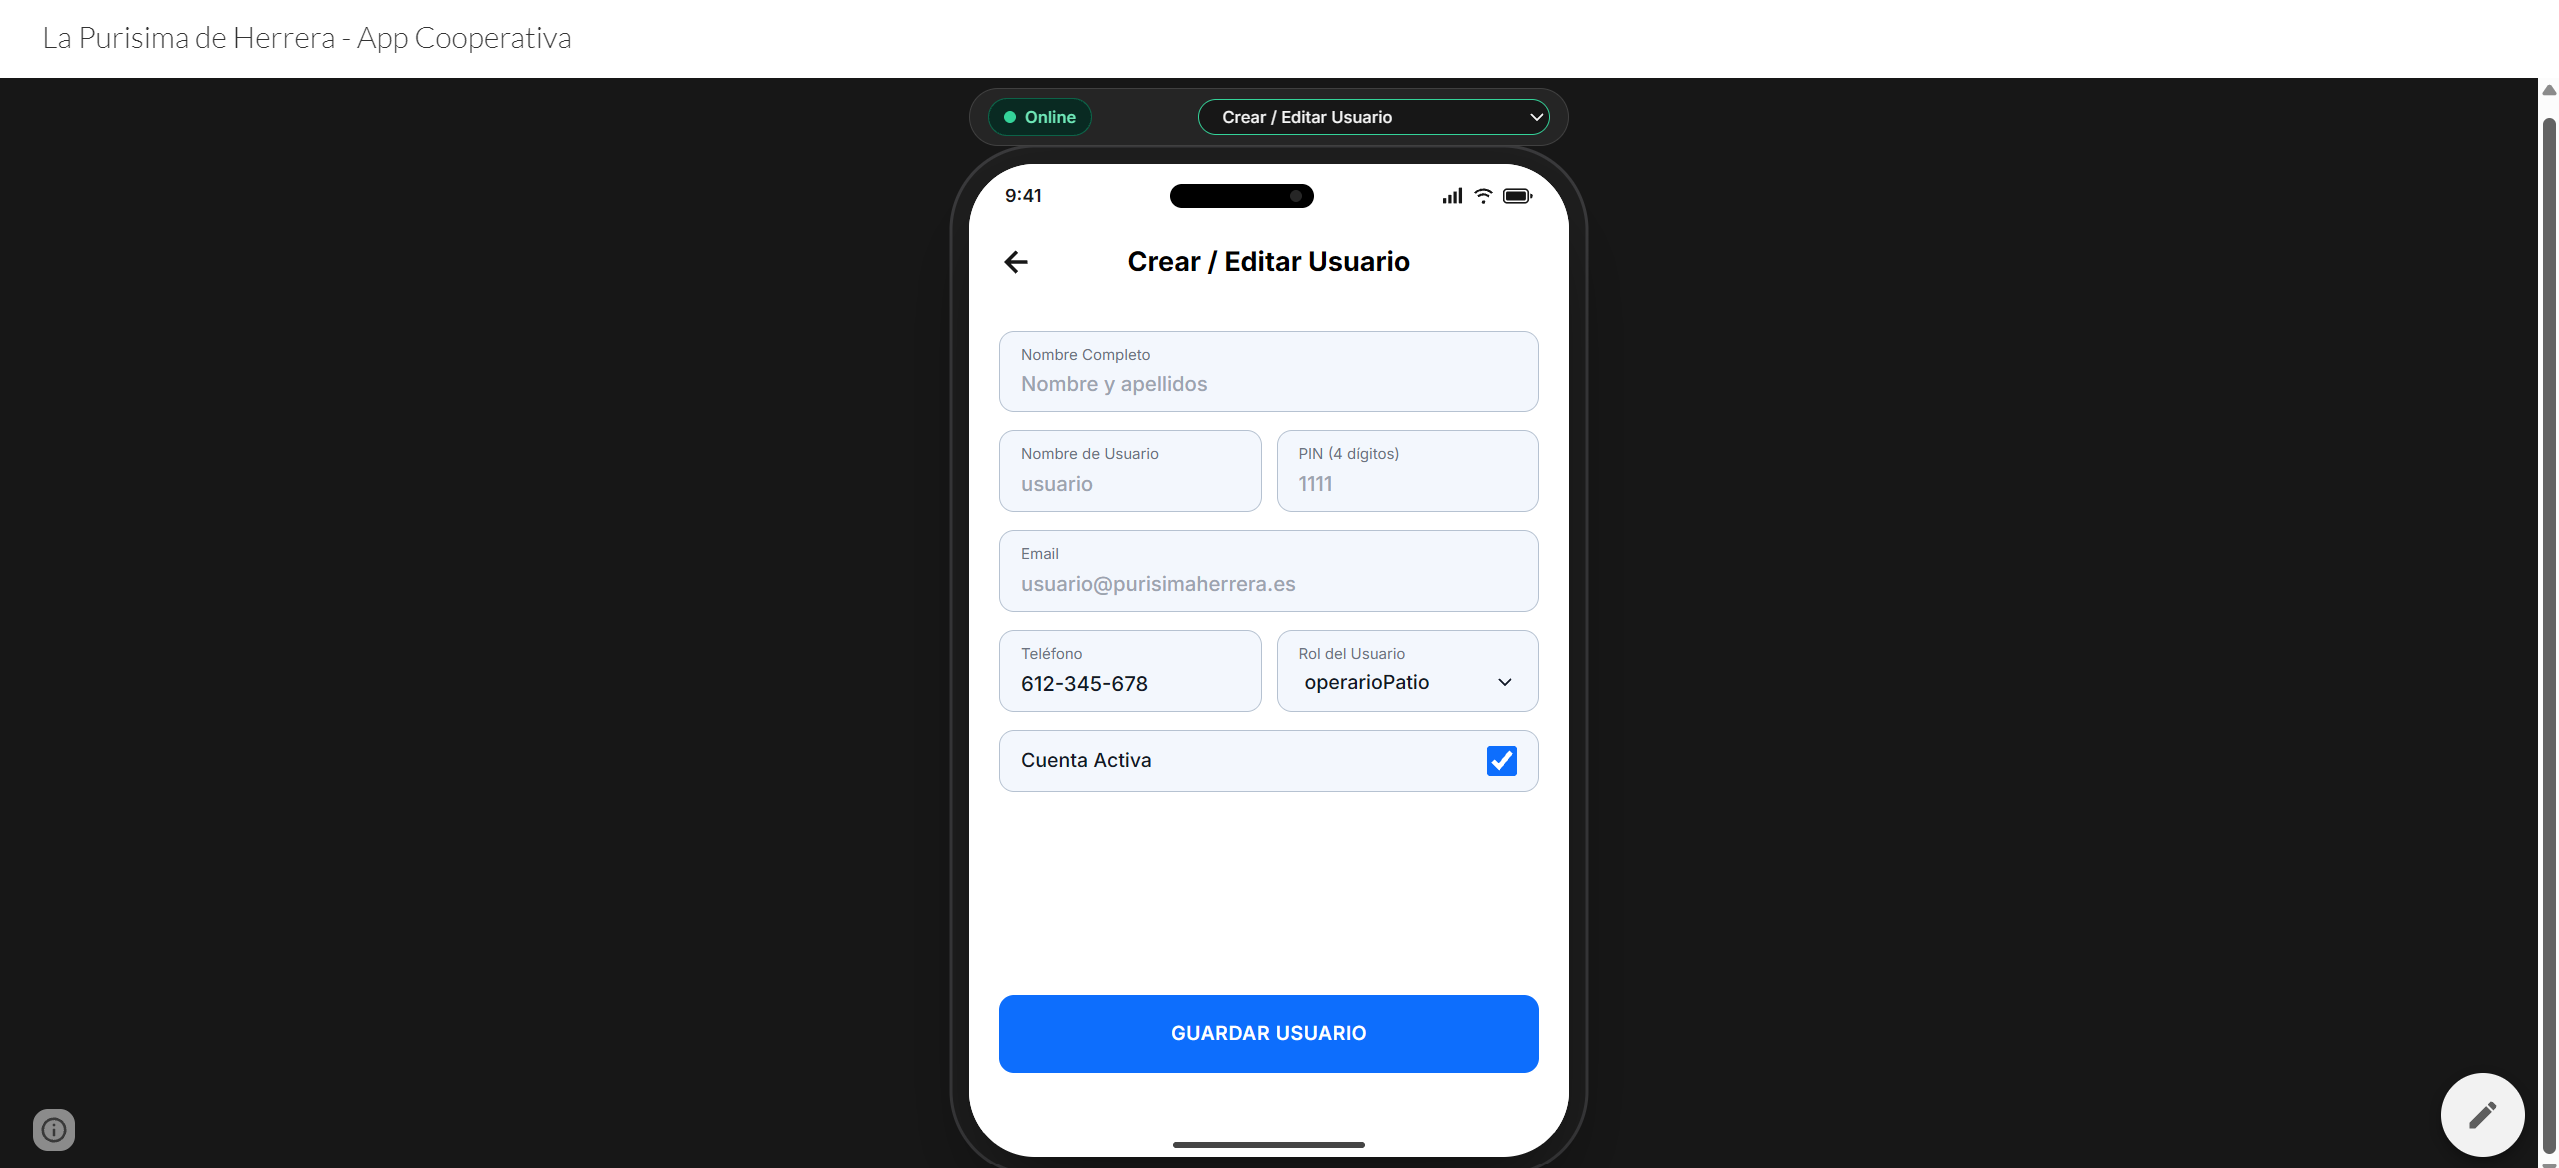 La Purisima de Herrera - App Cooperativa
Online
Crear / Editar Usuario
9:41
Crear / Editar Usuario
Nombre Completo
Nombre y apellidos
Nombre de Usuario
usuario
PIN (4 dígitos)
1111
Email
usuario@purisimaherrera.es
Teléfono
612-345-678
Rol del Usuario
operarioPatio
Cuenta Activa
GUARDAR USUARIO